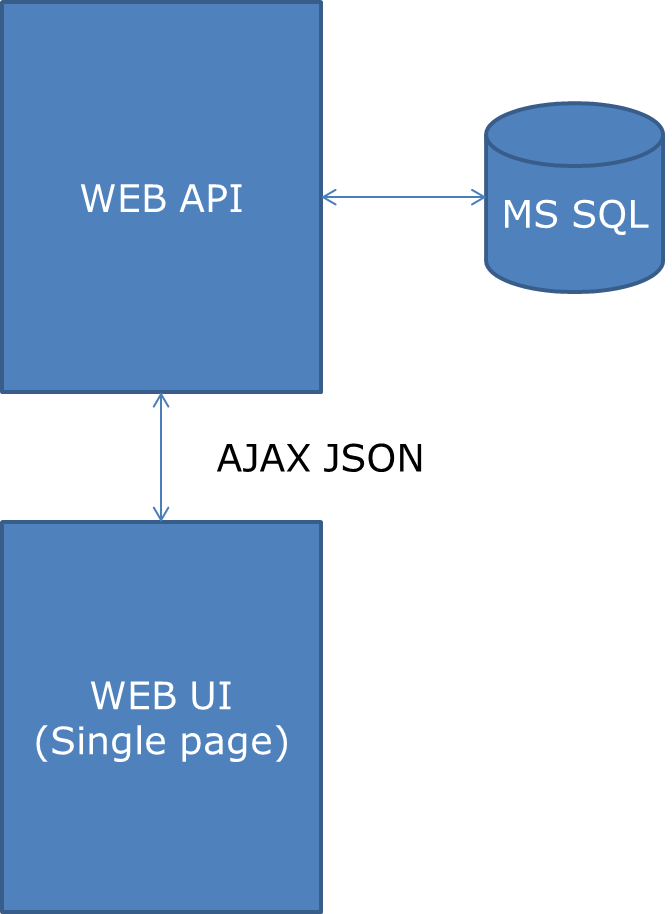 WEB API
MS SQL
AJAX JSON
WEB UI
(Single page)